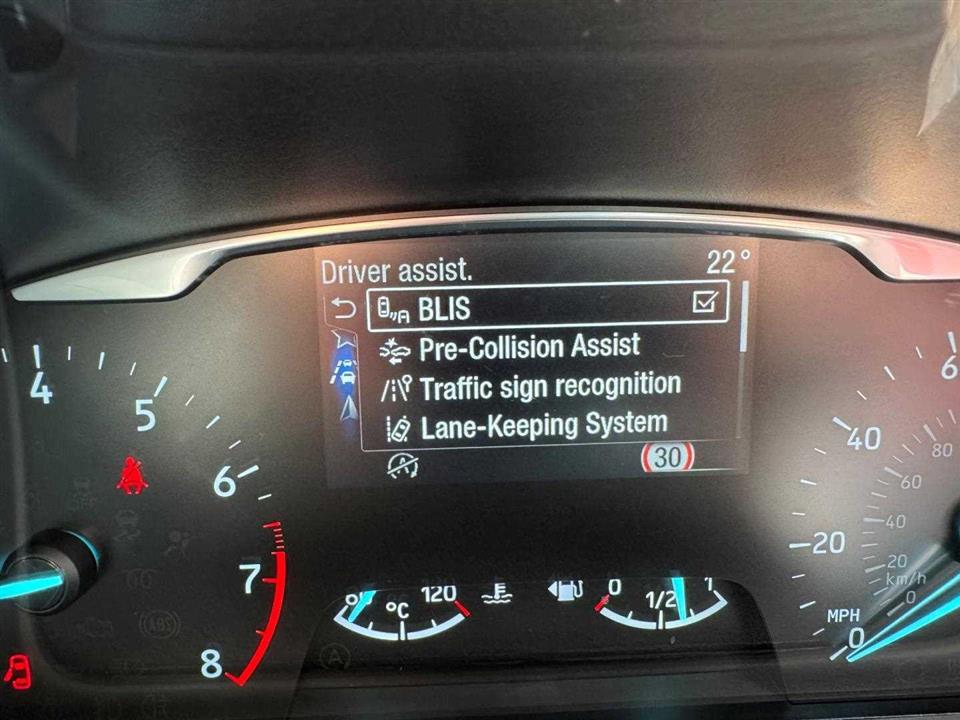 Driver assist.
22°
BLIS
Pre-Collision Assist
Traffic sign recognition
Lane-Keeping System
30
4
5
6
7
8
120
°C
0
1/2
1
6
40
20
0
MPH
80
60
40
20
0
km/h
ABS
A